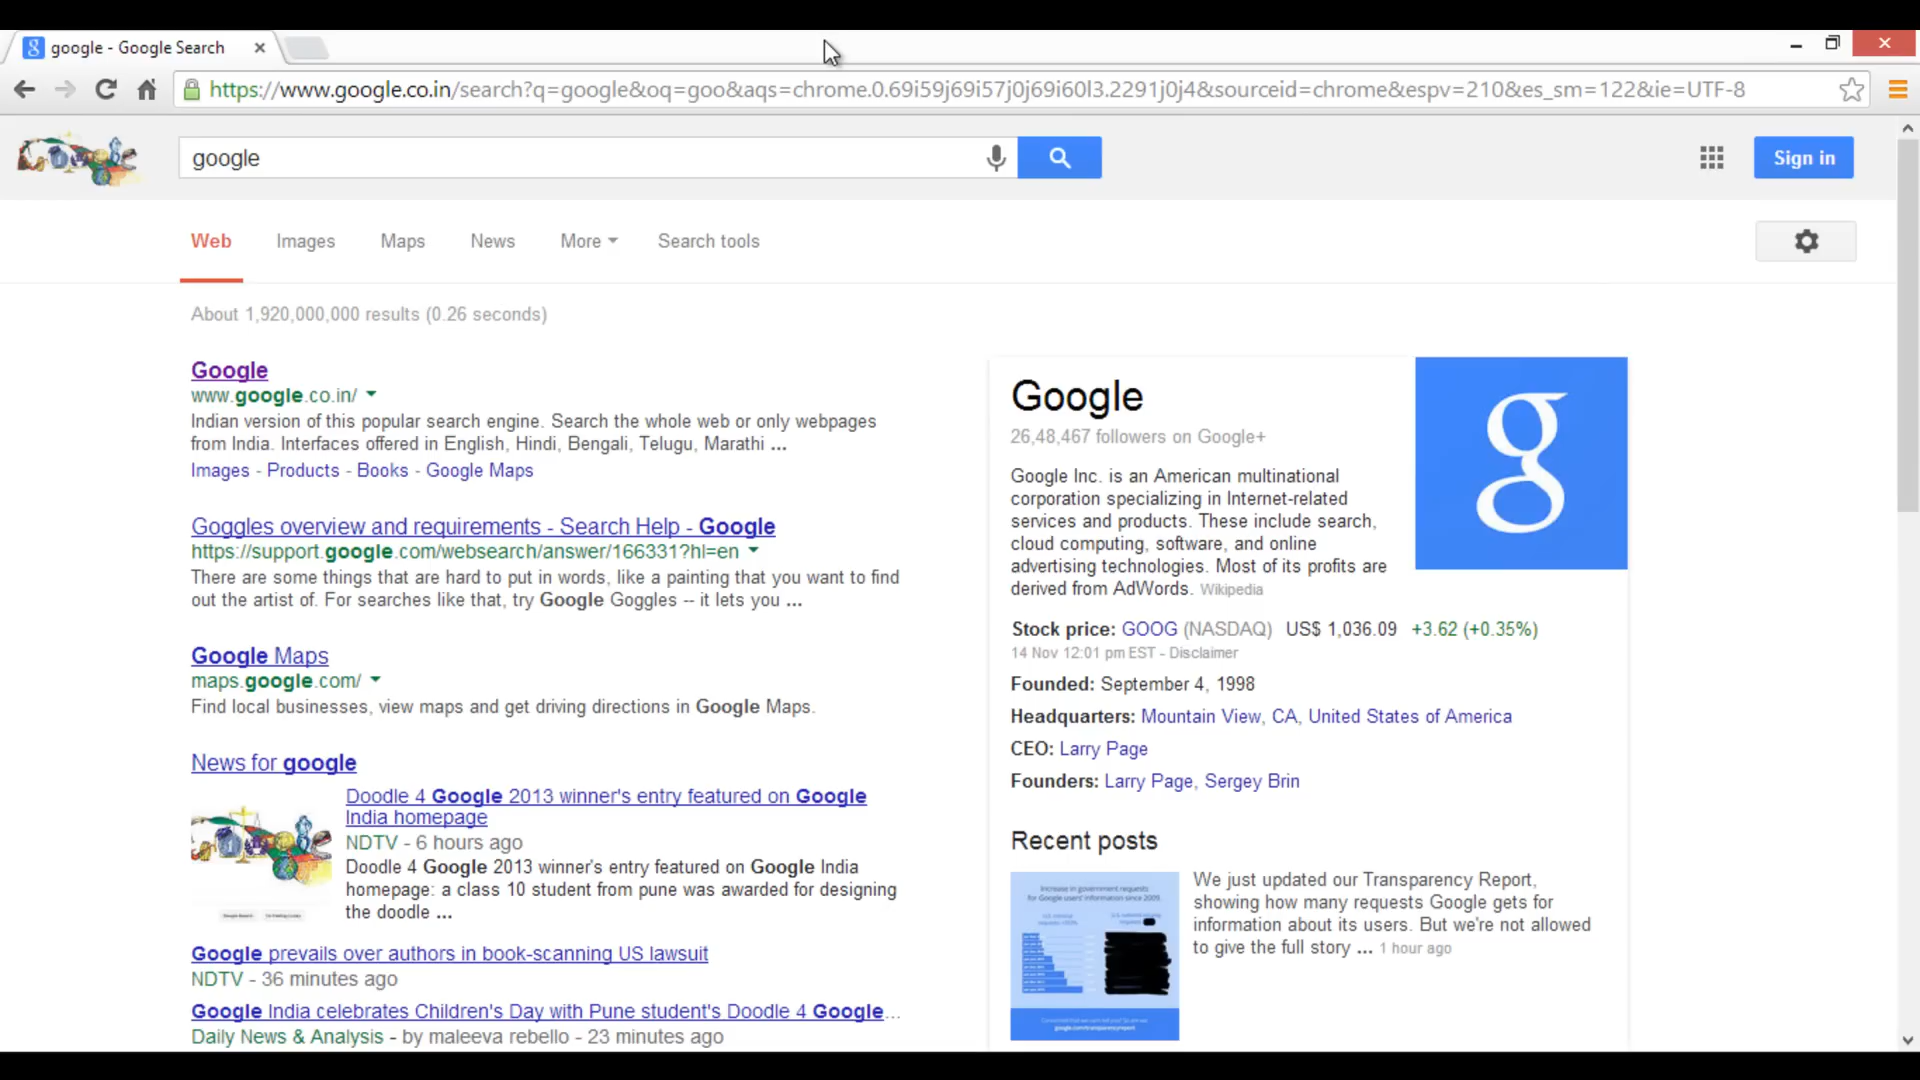 google - Google Search
https://www.google.co.in/search?q=google&oq=goo&aqs=chrome.0.69i59j69i57j0j69i60l3.2291j0j4&sourceid=chrome&espv=210&es_sm=122&ie=UTF-8
google
Sign in
Web Images Maps News More Search tools
About 1,920,000,000 results (0.26 seconds)
Google
www.google.co.in/
Indian version of this popular search engine. Search the whole web or only webpages
from India. Interfaces offered in English, Hindi, Bengali, Telugu, Marathi ...
Images - Products - Books - Google Maps
Goggles overview and requirements - Search Help - Google
https://support.google.com/websearch/answer/166331?hl=en
There are some things that are hard to put in words, like a painting that you want to find
out the artist of. For searches like that, try Google Goggles -- it lets you ...
Google Maps
maps.google.com/
Find local businesses, view maps and get driving directions in Google Maps.
News for google
Doodle 4 Google 2013 winner's entry featured on Google
India homepage
NDTV - 6 hours ago
Doodle 4 Google 2013 winner's entry featured on Google India
homepage: a class 10 student from pune was awarded for designing
the doodle ...
Google prevails over authors in book-scanning US lawsuit
NDTV - 36 minutes ago
Google India celebrates Children's Day with Pune student's Doodle 4 Google...
Daily News & Analysis - by maleeva rebello - 23 minutes ago
Google
26,48,467 followers on Google+
Google Inc. is an American multinational
corporation specializing in Internet-related
services and products. These include search,
cloud computing, software, and online
advertising technologies. Most of its profits are
derived from AdWords. Wikipedia
g
Stock price: GOOG (NASDAQ) US$ 1,036.09 +3.62 (+0.35%)
14 Nov 12:01 pm EST - Disclaimer
Founded: September 4, 1998
Headquarters: Mountain View, CA, United States of America
CEO: Larry Page
Founders: Larry Page, Sergey Brin
Recent posts
Increase in government requests
for Google users' information since 2009
We just updated our Transparency Report,
showing how many requests Google gets for
information about its users. But we're not allowed
to give the full story ... 1 hour ago